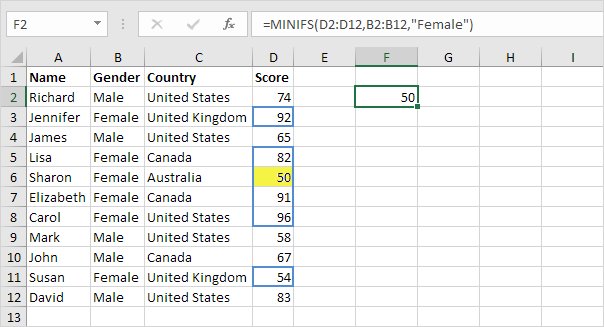 F2 fx =MINIFS(D2:D12,B2:B12,"Female")
A B C D E F G H I
1 Name Gender Country Score
2 Richard Male United States 74 50
3 Jennifer Female United Kingdom 92
4 James Male United States 65
5 Lisa Female Canada 82
6 Sharon Female Australia 50
7 Elizabeth Female Canada 91
8 Carol Female United States 96
9 Mark Male United States 58
10 John Male Canada 67
11 Susan Female United Kingdom 54
12 David Male United States 83
13